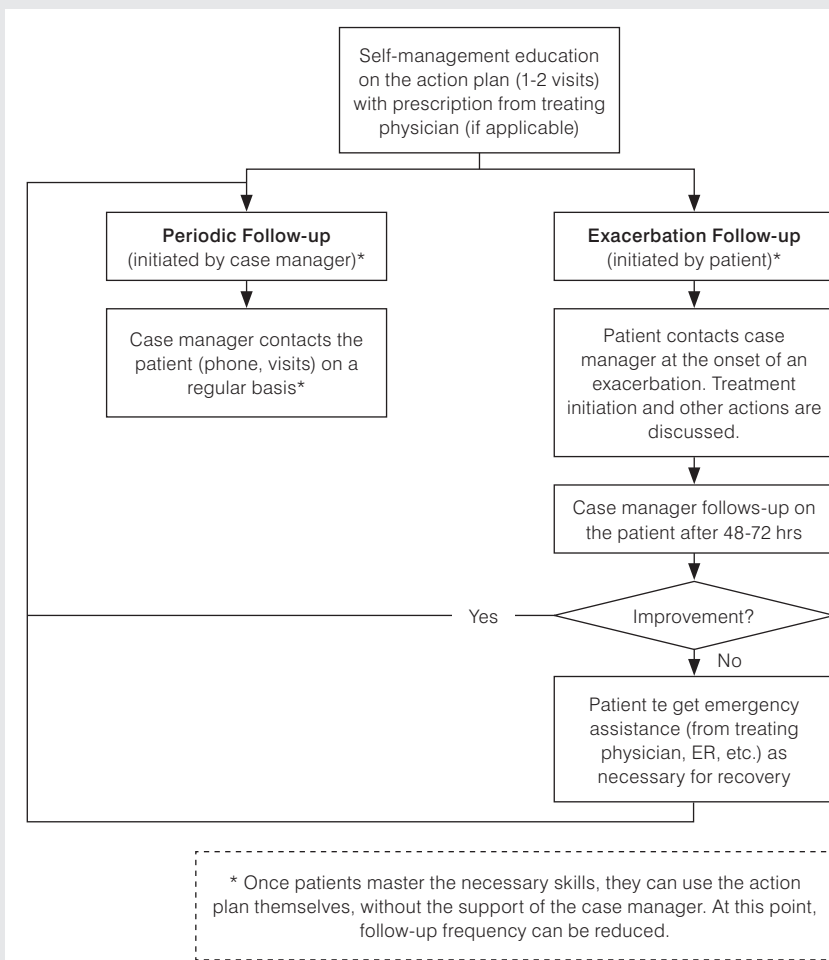 Self-management education
on the action plan (1-2 visits)
with prescription from treating
physician (if applicable)
Periodic Follow-up
(initiated by case manager)*
Case manager contacts the
patient (phone, visits) on a
regular basis*
Exacerbation Follow-up
(initiated by patient)*
Patient contacts case
manager at the onset of an
exacerbation. Treatment
initiation and other actions are
discussed.
Case manager follows-up on
the patient after 48-72 hrs
Improvement?
Yes
No
Patient te get emergency
assistance (from treating
physician, ER, etc.) as
necessary for recovery
* Once patients master the necessary skills, they can use the action
plan themselves, without the support of the case manager. At this point,
follow-up frequency can be reduced.